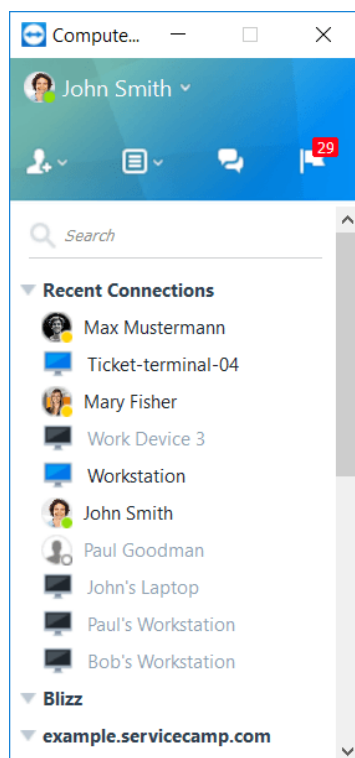 Compute...
John Smith
29
Search
Recent Connections
Max Mustermann
Ticket-terminal-04
Mary Fisher
Work Device 3
Workstation
John Smith
Paul Goodman
John's Laptop
Paul's Workstation
Bob's Workstation
Blizz
example.servicecamp.com